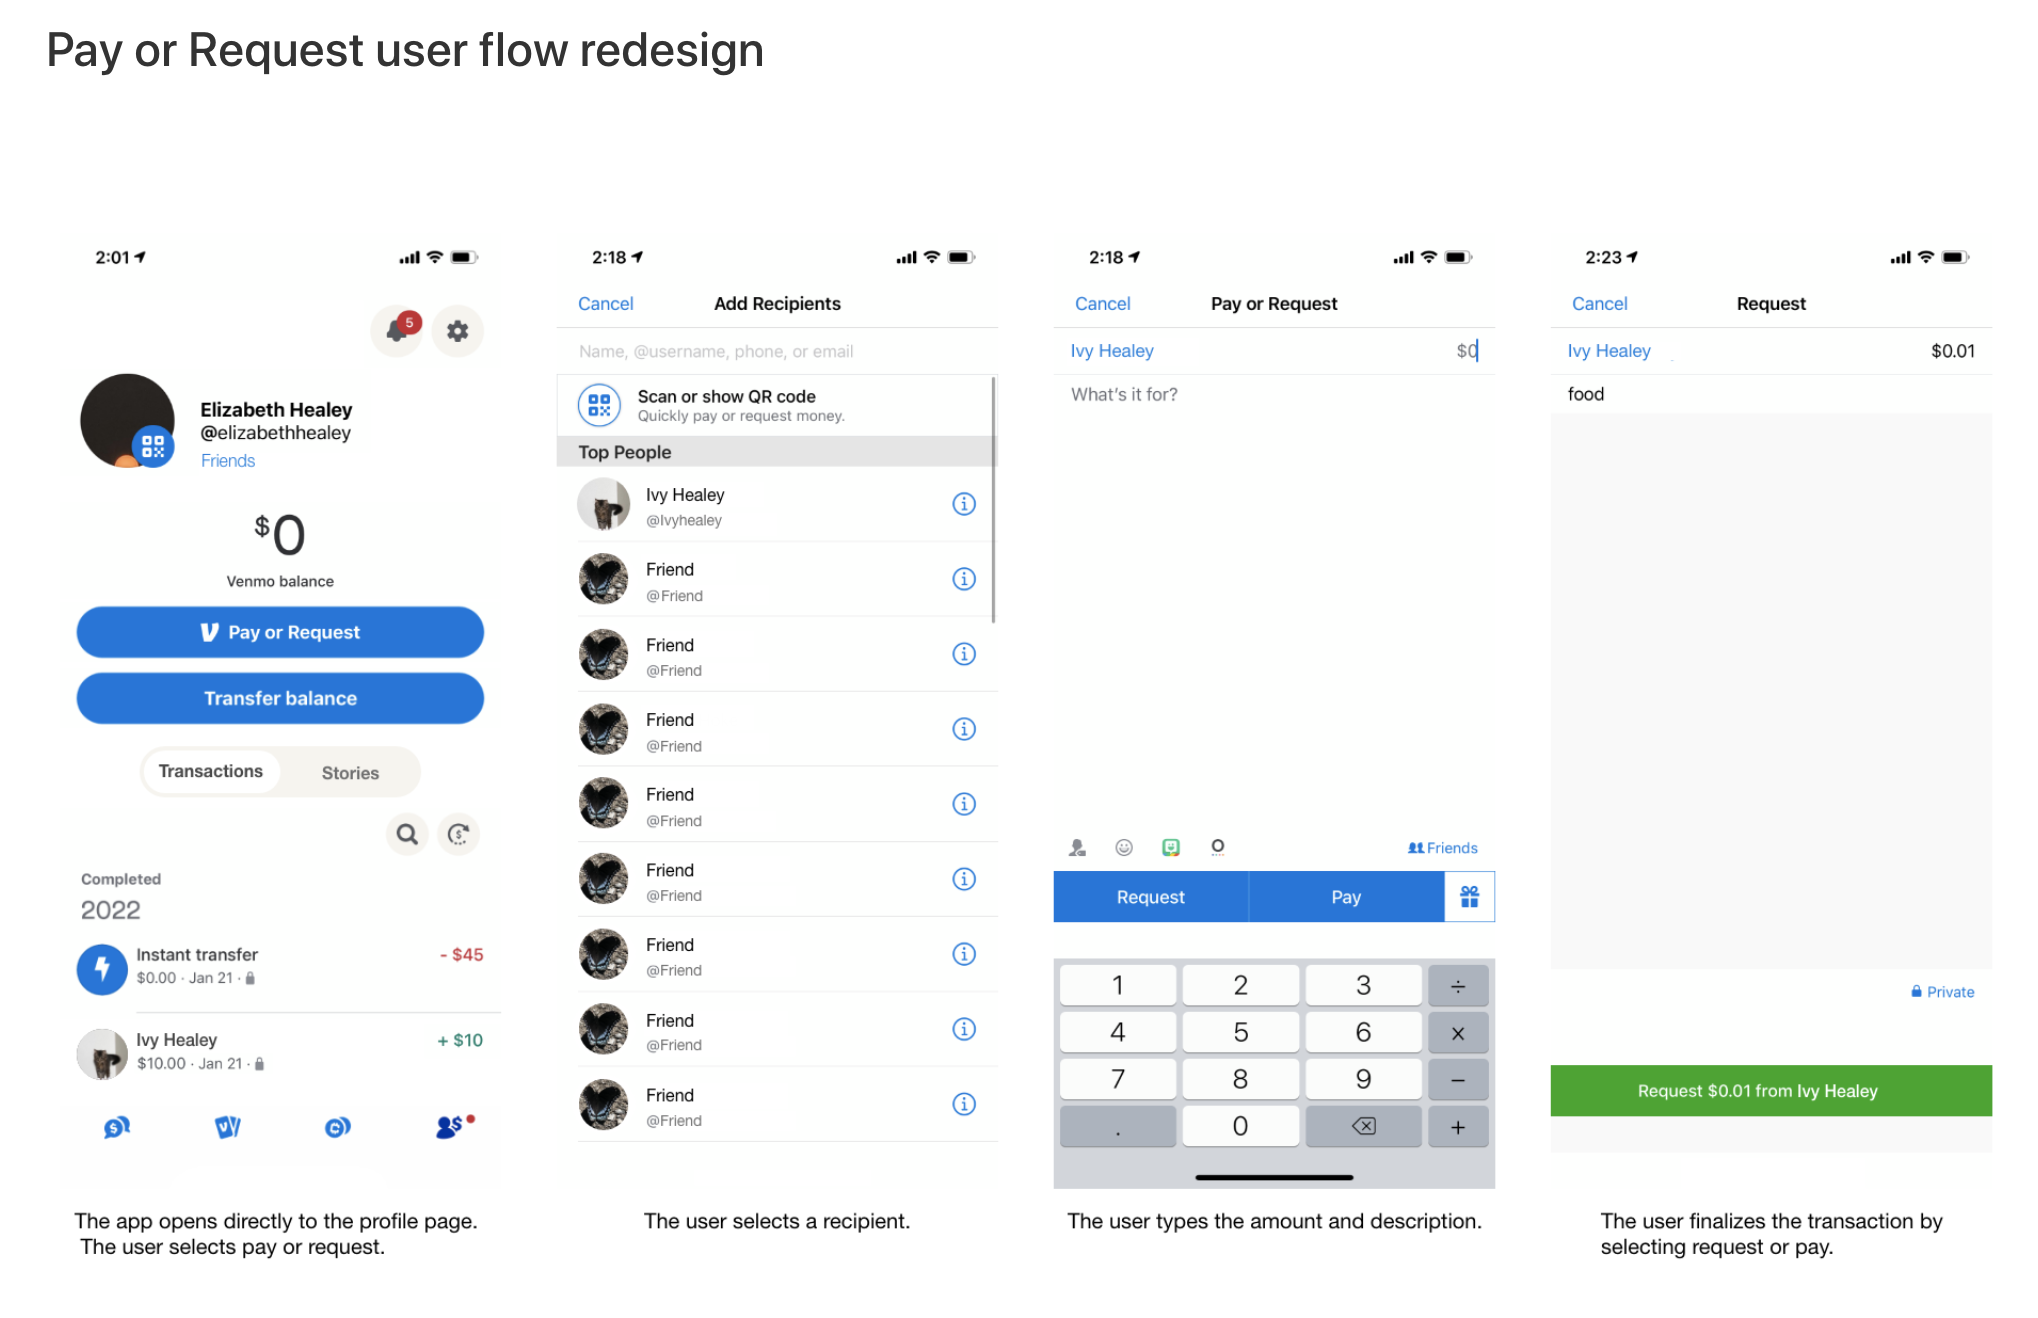 Pay or Request user flow redesign
2:01
5
Elizabeth Healey
@elizabethhealey
Friends
$0
Venmo balance
V Pay or Request
Transfer balance
Transactions
Stories
Completed
2022
Instant transfer
- $45
$0.00 · Jan 21 ·
Ivy Healey
+ $10
$10.00 · Jan 21 ·
The app opens directly to the profile page.
The user selects pay or request.
2:18
Cancel
Add Recipients
Name, @username, phone, or email
Scan or show QR code
Quickly pay or request money.
Top People
Ivy Healey
@Ivyhealey
Friend
@Friend
Friend
@Friend
Friend
@Friend
Friend
@Friend
Friend
@Friend
Friend
@Friend
Friend
@Friend
Friend
@Friend
The user selects a recipient.
2:18
Cancel
Pay or Request
Ivy Healey
$0
What's it for?
Friends
Request
Pay
1 2 3 ÷
4 5 6 ×
7 8 9 −
. 0 +
The user types the amount and description.
2:23
Cancel
Request
Ivy Healey
$0.01
food
Private
Request $0.01 from Ivy Healey
The user finalizes the transaction by
selecting request or pay.